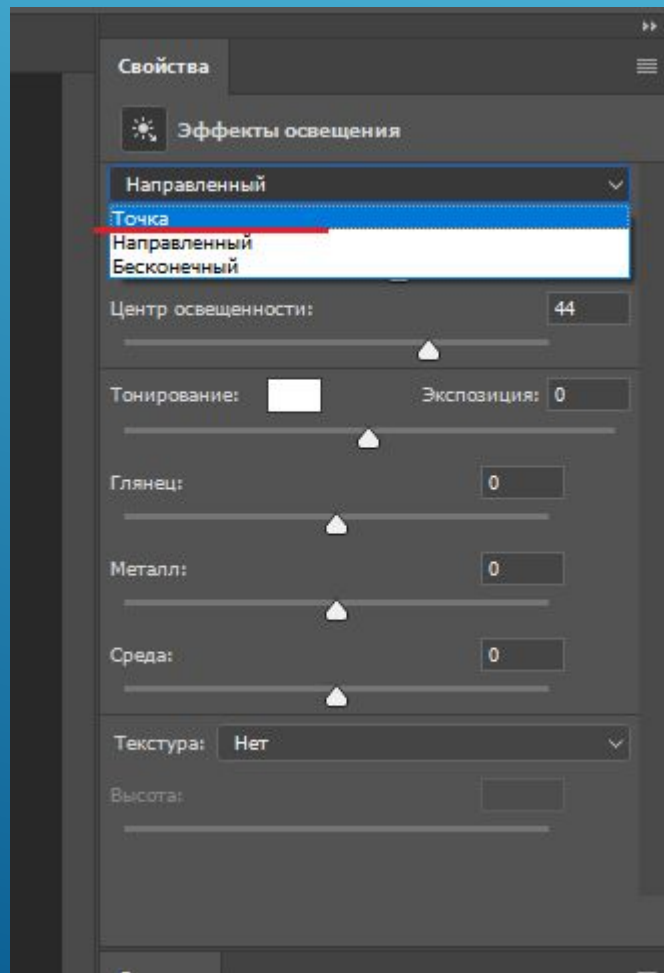 Свойства
Эффекты освещения
Направленный
Точка
Направленный
Бесконечный
Центр освещенности: 44
Тонирование: Экспозиция: 0
Глянец: 0
Металл: 0
Среда: 0
Текстура: Нет
Высота: